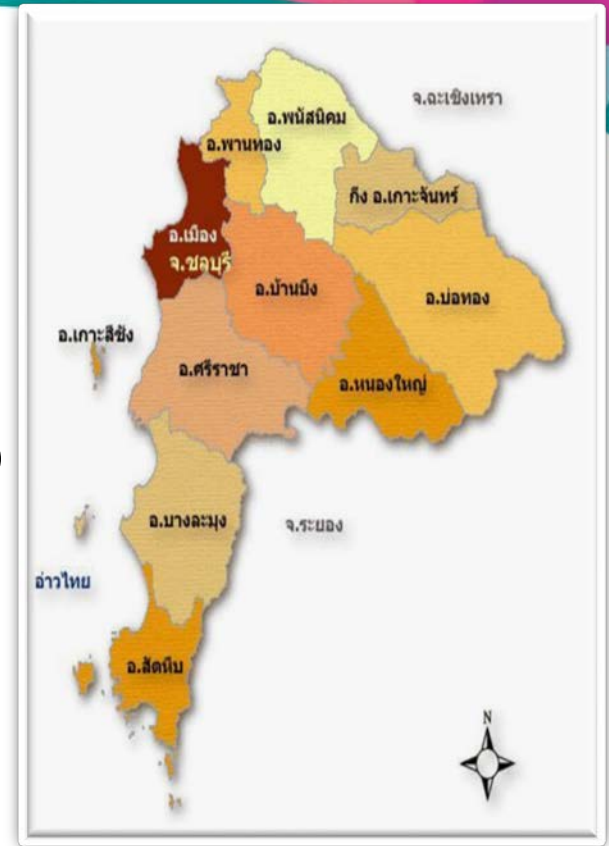 จ.ฉะเชิงเทรา
อ.พนัสนิคม
อ.พานทอง
กิ่ง อ.เกาะจันทร์
อ.เมือง
จ.ชลบุรี
อ.บ้านบึง
อ.บ่อทอง
อ.เกาะสีชัง
อ.ศรีราชา
อ.หนองใหญ่
อ.บางละมุง
จ.ระยอง
อ่าวไทย
อ.สัตหีบ
N
)